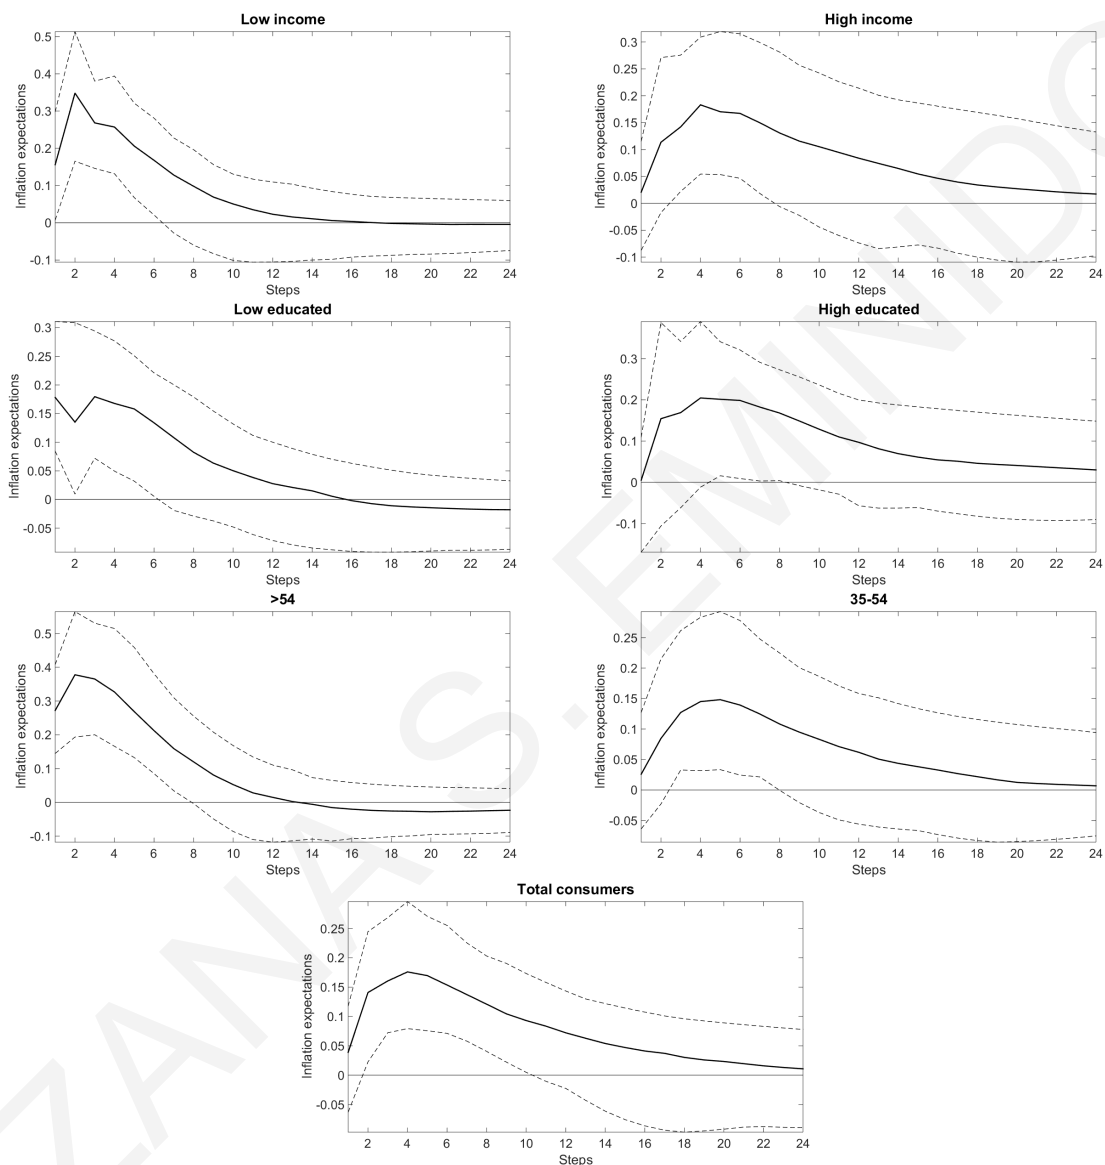 Low income
High income
Inflation expectations
0.5
0.4
0.3
0.2
0.1
0
-0.1
2 4 6 8 10 12 14 16 18 20 22 24
Steps
Inflation expectations
0.3
0.25
0.2
0.15
0.1
0.05
0
-0.05
-0.1
2 4 6 8 10 12 14 16 18 20 22 24
Steps
Low educated
High educated
Inflation expectations
0.3
0.25
0.2
0.15
0.1
0.05
0
-0.05
2 4 6 8 10 12 14 16 18 20 22 24
Steps
Inflation expectations
0.3
0.2
0.1
0
-0.1
2 4 6 8 10 12 14 16 18 20 22 24
Steps
>54
35-54
Inflation expectations
0.5
0.4
0.3
0.2
0.1
0
-0.1
2 4 6 8 10 12 14 16 18 20 22 24
Steps
Inflation expectations
0.25
0.2
0.15
0.1
0.05
0
-0.05
2 4 6 8 10 12 14 16 18 20 22 24
Steps
Total consumers
Inflation expectations
0.25
0.2
0.15
0.1
0.05
0
-0.05
2 4 6 8 10 12 14 16 18 20 22 24
Steps
ZANA S. EMINIDO